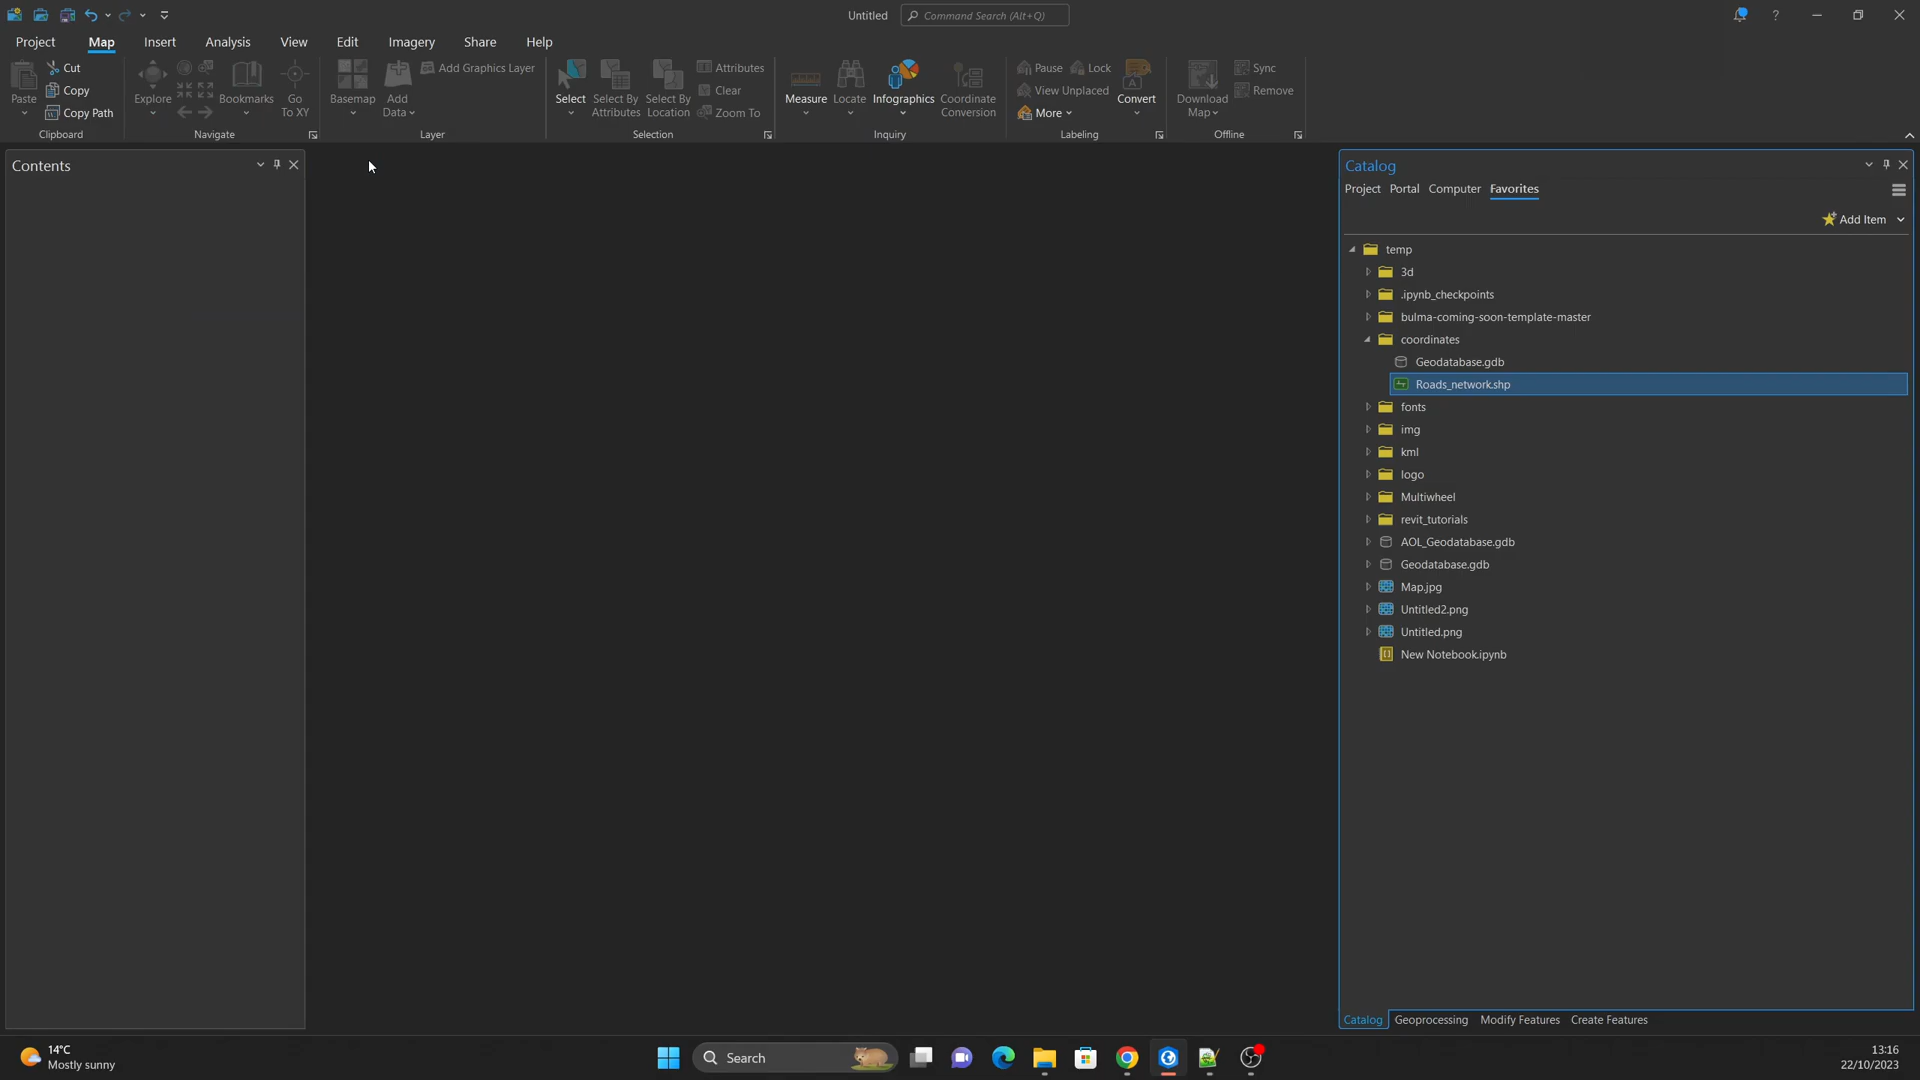 Untitled
Command Search (Alt+Q)
?
Project Map Insert Analysis View Edit Imagery Share Help
Paste
Cut
Copy
Copy Path
Clipboard
Explore
Bookmarks
Go
To XY
Navigate
Basemap
Add
Data
Add Graphics Layer
Layer
Select
Select By
Attributes
Select By
Location
Attributes
Clear
Zoom To
Selection
Measure
Locate
Infographics
Coordinate
Conversion
Inquiry
Pause Lock
View Unplaced
More
Convert
Labeling
Download
Map
Sync
Remove
Offline
Contents
Catalog
Project Portal Computer Favorites
Add Item
temp
3d
.ipynb_checkpoints
bulma-coming-soon-template-master
coordinates
Geodatabase.gdb
Roads_network.shp
fonts
img
kml
logo
Multiwheel
revit_tutorials
AOL_Geodatabase.gdb
Geodatabase.gdb
Map.jpg
Untitled2.png
Untitled.png
New Notebook.ipynb
Catalog Geoprocessing Modify Features Create Features
14°C
Mostly sunny
Search
13:16
22/10/2023